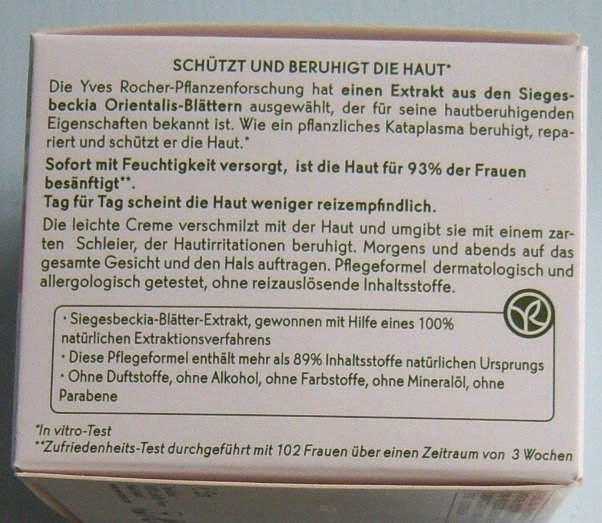 SCHÜTZT UND BERUHIGT DIE HAUT*
Die Yves Rocher-Pflanzenforschung hat einen Extrakt aus den Sieges-
beckia Orientalis-Blättern ausgewählt, der für seine hautberuhigenden
Eigenschaften bekannt ist. Wie ein pflanzliches Kataplasma beruhigt, repa-
riert und schützt er die Haut.*
Sofort mit Feuchtigkeit versorgt, ist die Haut für 93% der Frauen
besänftigt**.
Tag für Tag scheint die Haut weniger reizempfindlich.
Die leichte Creme verschmilzt mit der Haut und umgibt sie mit einem zar-
ten Schleier, der Hautirritationen beruhigt. Morgens und abends auf das
gesamte Gesicht und den Hals auftragen. Pflegeformel dermatologisch und
allergologisch getestet, ohne reizauslösende Inhaltsstoffe.
· Siegesbeckia-Blätter-Extrakt, gewonnen mit Hilfe eines 100%
natürlichen Extraktionsverfahrens
· Diese Pflegeformel enthält mehr als 89% Inhaltsstoffe natürlichen Ursprungs
· Ohne Duftstoffe, ohne Alkohol, ohne Farbstoffe, ohne Mineralöl, ohne
Parabene
*In vitro-Test
**Zufriedenheits-Test durchgeführt mit 102 Frauen über einen Zeitraum von 3 Wochen